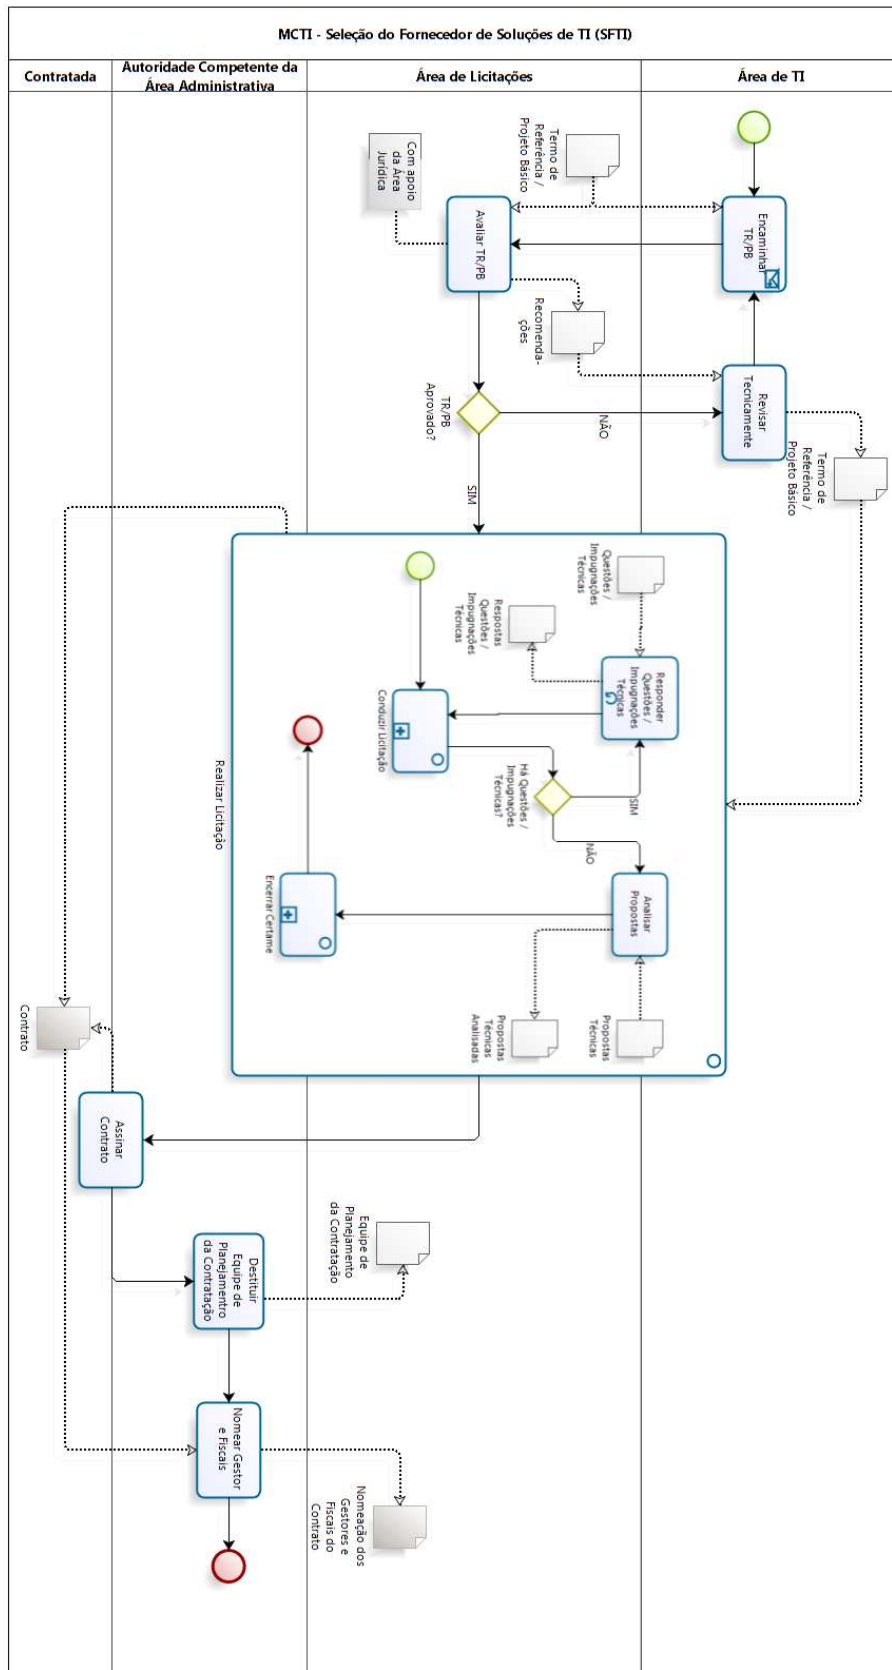 MCTI - Seleção do Fornecedor de Soluções de TI (SFTI)
Contratada
Autoridade Competente da
Área Administrativa
Área de Licitações
Área de TI
Com apoio
da Área
Jurídica
Termo de
Referência /
Projeto Básico
Encaminhar
TR/PB
Avaliar TR/PB
Recomenda-
ções
Revisar
Tecnicamente
Termo de
Referência /
Projeto Básico
TR/PB
Aprovado?
NÃO
SIM
Questões /
Impugnações
Técnicas
Respostas
Questões /
Impugnações
Técnicas
Responder
Questões /
Impugnações
Técnicas
Conduzir Licitação
Há Questões /
Impugnações
Técnicas?
SIM
NÃO
Realizar Licitação
Encerrar Certame
Analisar
Propostas
Propostas
Técnicas
Analisadas
Propostas
Técnicas
Contrato
Assinar
Contrato
Destituir
Equipe de
Planejamentro
da Contratação
Equipe de
Planejamento
da Contratação
Nomear Gestor
e Fiscais
Nomeação dos
Gestores e
Fiscais do
Contrato